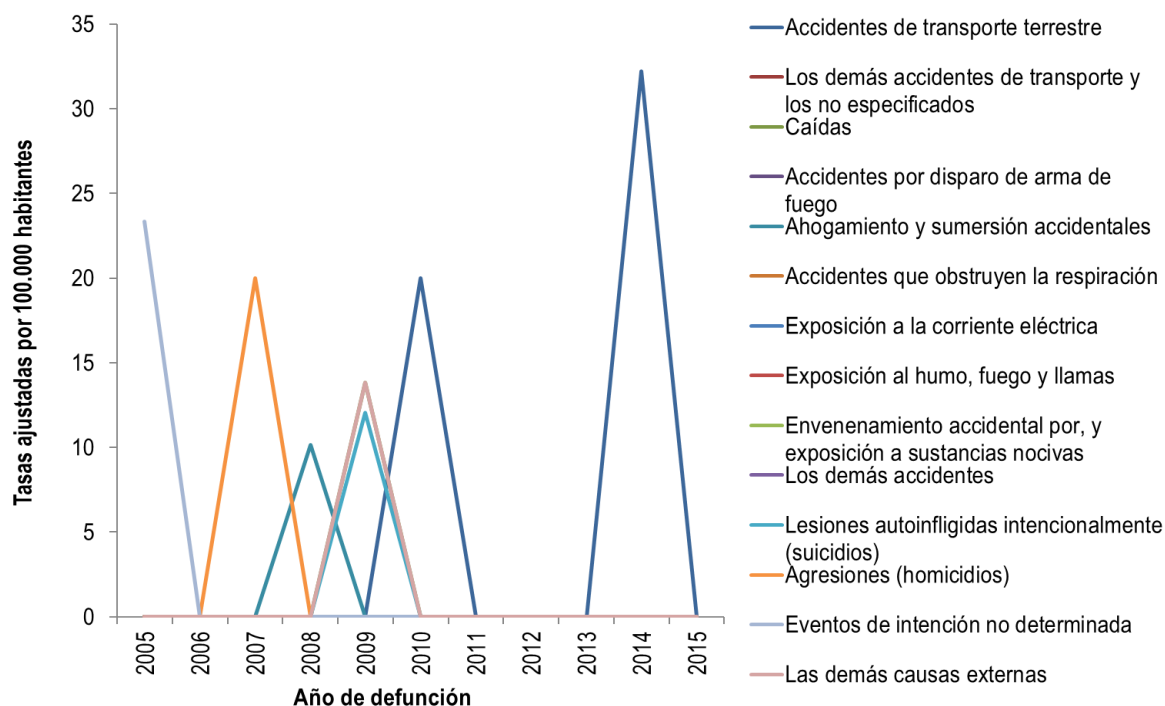 35
30
25
20
15
10
5
0
Tasas ajustadas por 100.000 habitantes
2005
2006
2007
2008
2009
2010
2011
2012
2013
2014
2015
Año de defunción
Accidentes de transporte terrestre
Los demás accidentes de transporte y
los no especificados
Caídas
Accidentes por disparo de arma de
fuego
Ahogamiento y sumersión accidentales
Accidentes que obstruyen la respiración
Exposición a la corriente eléctrica
Exposición al humo, fuego y llamas
Envenenamiento accidental por, y
exposición a sustancias nocivas
Los demás accidentes
Lesiones autoinfligidas intencionalmente
(suicidios)
Agresiones (homicidios)
Eventos de intención no determinada
Las demás causas externas